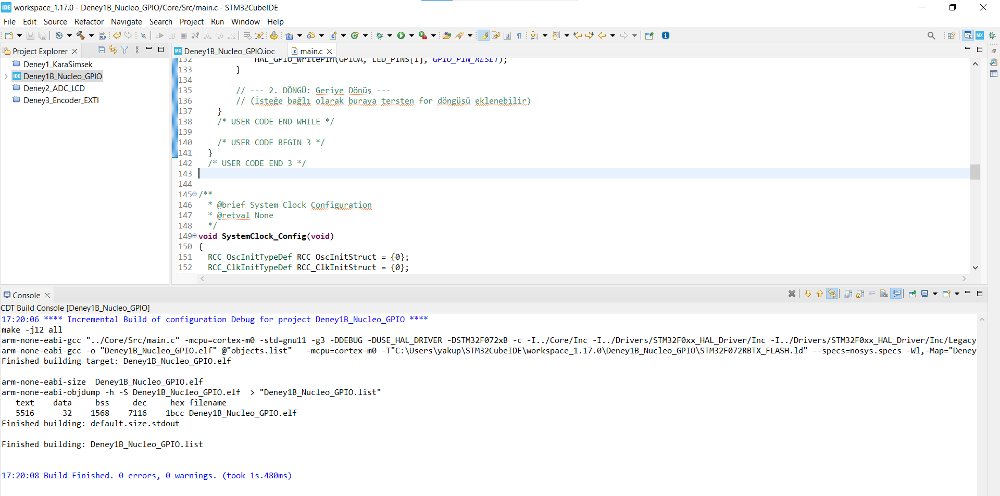 IDE workspace_1.17.0 - Deney1B_Nucleo_GPIO/Core/Src/main.c - STM32CubeIDE
File Edit Source Refactor Navigate Search Project Run Window Help
Project Explorer
Deney1_KaraSimsek
IDE Deney1B_Nucleo_GPIO
Deney2_ADC_LCD
Deney3_Encoder_EXTI
MX Deney1B_Nucleo_GPIO.ioc main.c
132 HAL_GPIO_WritePin(GPIOA, LED_PINS[i], GPIO_PIN_RESET);
133 }
134
135 // --- 2. DÖNGÜ: Geriye Dönüş ---
136 // (İsteğe bağlı olarak buraya tersten for döngüsü eklenebilir)
137 }
138 /* USER CODE END WHILE */
139
140 /* USER CODE BEGIN 3 */
141 }
142 /* USER CODE END 3 */
143
144
145 /**
146 * @brief System Clock Configuration
147 * @retval None
148 */
149 void SystemClock_Config(void)
150 {
151 RCC_OscInitTypeDef RCC_OscInitStruct = {0};
152 RCC_ClkInitTypeDef RCC_ClkInitStruct = {0};
Console
CDT Build Console [Deney1B_Nucleo_GPIO]
17:20:06 **** Incremental Build of configuration Debug for project Deney1B_Nucleo_GPIO ****
make -j12 all
arm-none-eabi-gcc "../Core/Src/main.c" -mcpu=cortex-m0 -std=gnu11 -g3 -DDEBUG -DUSE_HAL_DRIVER -DSTM32F072xB -c -I../Core/Inc -I../Drivers/STM32F0xx_HAL_Driver/Inc -I../Drivers/STM32F0xx_HAL_Driver/Inc/Legacy
arm-none-eabi-gcc -o "Deney1B_Nucleo_GPIO.elf" @"objects.list" -mcpu=cortex-m0 -T"C:\Users\yakup\STM32CubeIDE\workspace_1.17.0\Deney1B_Nucleo_GPIO\STM32F072RBTX_FLASH.ld" --specs=nosys.specs -Wl,-Map="Deney
Finished building target: Deney1B_Nucleo_GPIO.elf

arm-none-eabi-size Deney1B_Nucleo_GPIO.elf
arm-none-eabi-objdump -h -S Deney1B_Nucleo_GPIO.elf > "Deney1B_Nucleo_GPIO.list"
text data bss dec hex filename
5516 32 1568 7116 1bcc Deney1B_Nucleo_GPIO.elf
Finished building: default.size.stdout

Finished building: Deney1B_Nucleo_GPIO.list

17:20:08 Build Finished. 0 errors, 0 warnings. (took 1s.480ms)